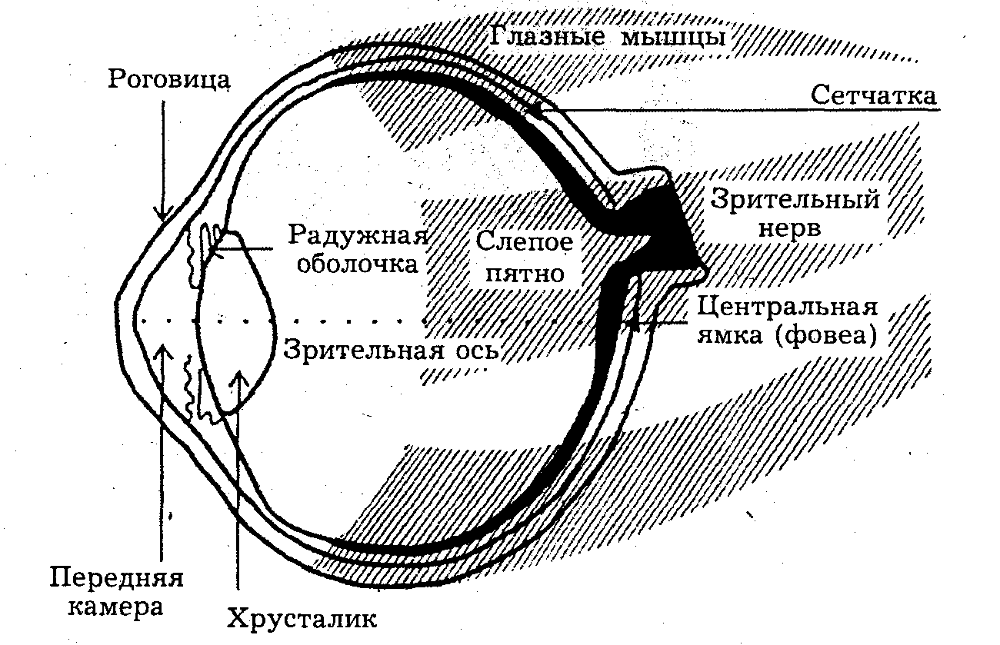 Глазные мышцы
Роговица
Сетчатка
Зрительный
нерв
Радужная
оболочка
Слепое
пятно
Центральная
ямка (фовеа)
Зрительная ось
Передняя
камера
Хрусталик